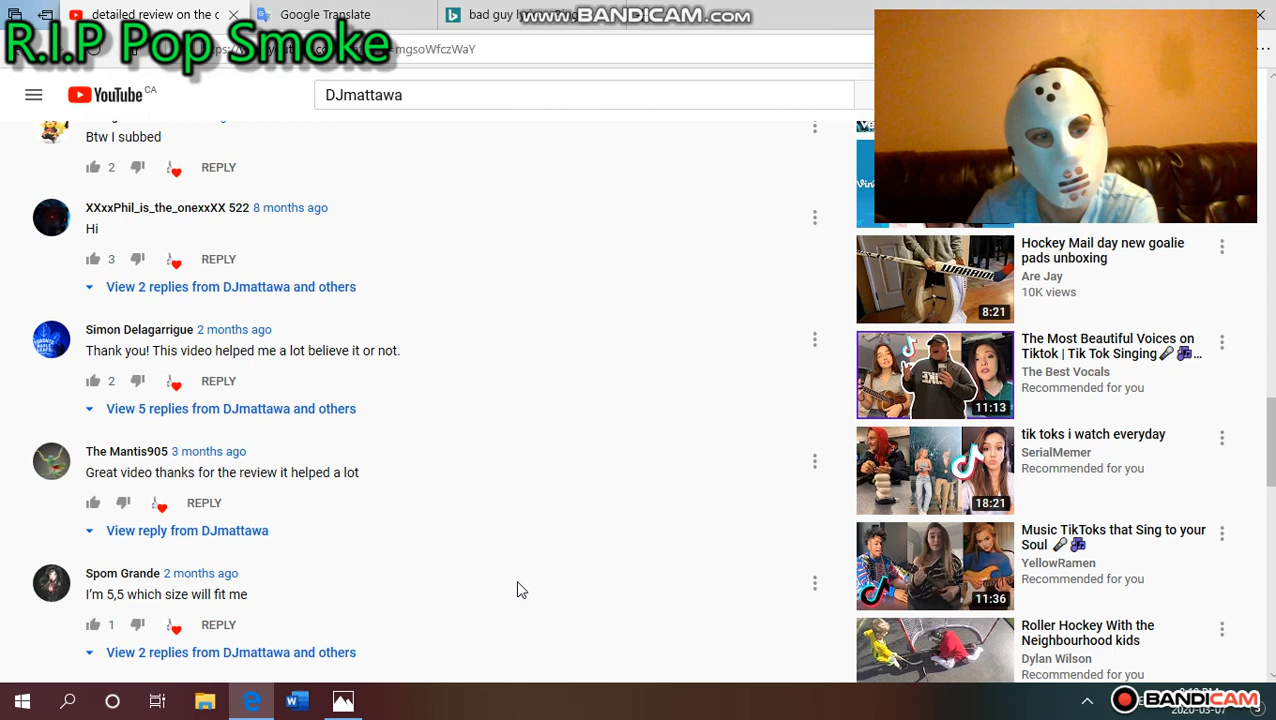 detailed review on the c
Google Translate
bad guy
www.BANDICAM.com
R.I.P Pop Smoke
mgsoWfczWaY
YouTube CA
DJmattawa
Btw I subbed
2 REPLY
XXxxPhil_is_the_onexxXX 522 8 months ago
Hi
3 REPLY
View 2 replies from DJmattawa and others
Simon Delagarrigue 2 months ago
Thank you! This video helped me a lot believe it or not.
2 REPLY
View 5 replies from DJmattawa and others
The Mantis905 3 months ago
Great video thanks for the review it helped a lot
REPLY
View reply from DJmattawa
Spom Grande 2 months ago
I'm 5,5 which size will fit me
1 REPLY
View 2 replies from DJmattawa and others
WARRIOR
8:21
Hockey Mail day new goalie
pads unboxing
Are Jay
10K views
11:13
The Most Beautiful Voices on
Tiktok | Tik Tok Singing🎤🎶...
The Best Vocals
Recommended for you
18:21
tik toks i watch everyday
SerialMemer
Recommended for you
11:36
Music TikToks that Sing to your
Soul 🎤🎶
YellowRamen
Recommended for you
Roller Hockey With the
Neighbourhood kids
Dylan Wilson
Recommended for you
BANDICAM
2020-03-07